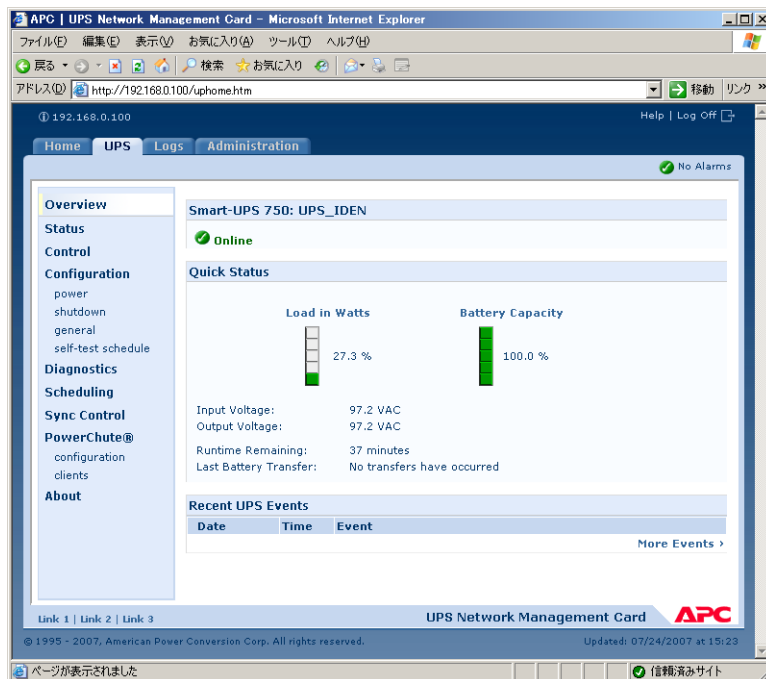 APC | UPS Network Management Card - Microsoft Internet Explorer
ファイル(F) 編集(E) 表示(V) お気に入り(A) ツール(T) ヘルプ(H)
戻る 検索 お気に入り
アドレス(D) http://192.168.0.100/uphome.htm 移動 リンク »
192.168.0.100 Help | Log Off
Home UPS Logs Administration
No Alarms
Overview
Status
Control
Configuration
power
shutdown
general
self-test schedule
Diagnostics
Scheduling
Sync Control
PowerChute®
configuration
clients
About
Smart-UPS 750: UPS_IDEN
Online
Quick Status
Load in Watts Battery Capacity
27.3 % 100.0 %
Input Voltage: 97.2 VAC
Output Voltage: 97.2 VAC
Runtime Remaining: 37 minutes
Last Battery Transfer: No transfers have occurred
Recent UPS Events
Date Time Event
More Events ›
Link 1 | Link 2 | Link 3 UPS Network Management Card APC
© 1995 - 2007, American Power Conversion Corp. All rights reserved. Updated: 07/24/2007 at 15:23
ページが表示されました 信頼済みサイト